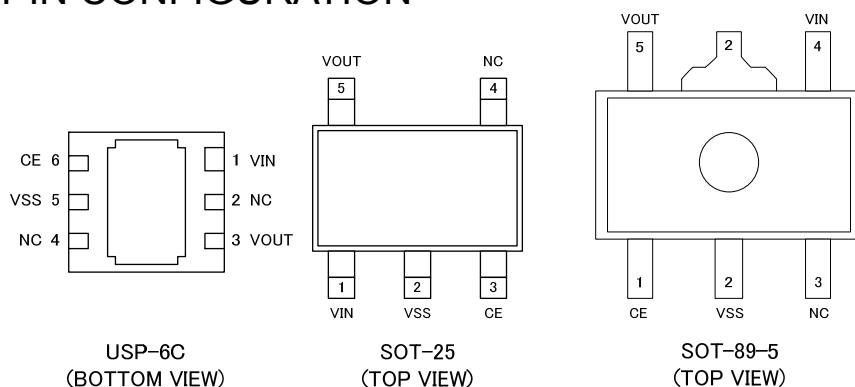 PIN CONFIGURATION
CE 6
VSS 5
NC 4
1 VIN
2 NC
3 VOUT
USP-6C
(BOTTOM VIEW)
VOUT
NC
5
4
1
2
3
VIN
VSS
CE
SOT-25
(TOP VIEW)
VOUT
VIN
5
2
4
1
2
3
CE
VSS
NC
SOT-89-5
(TOP VIEW)